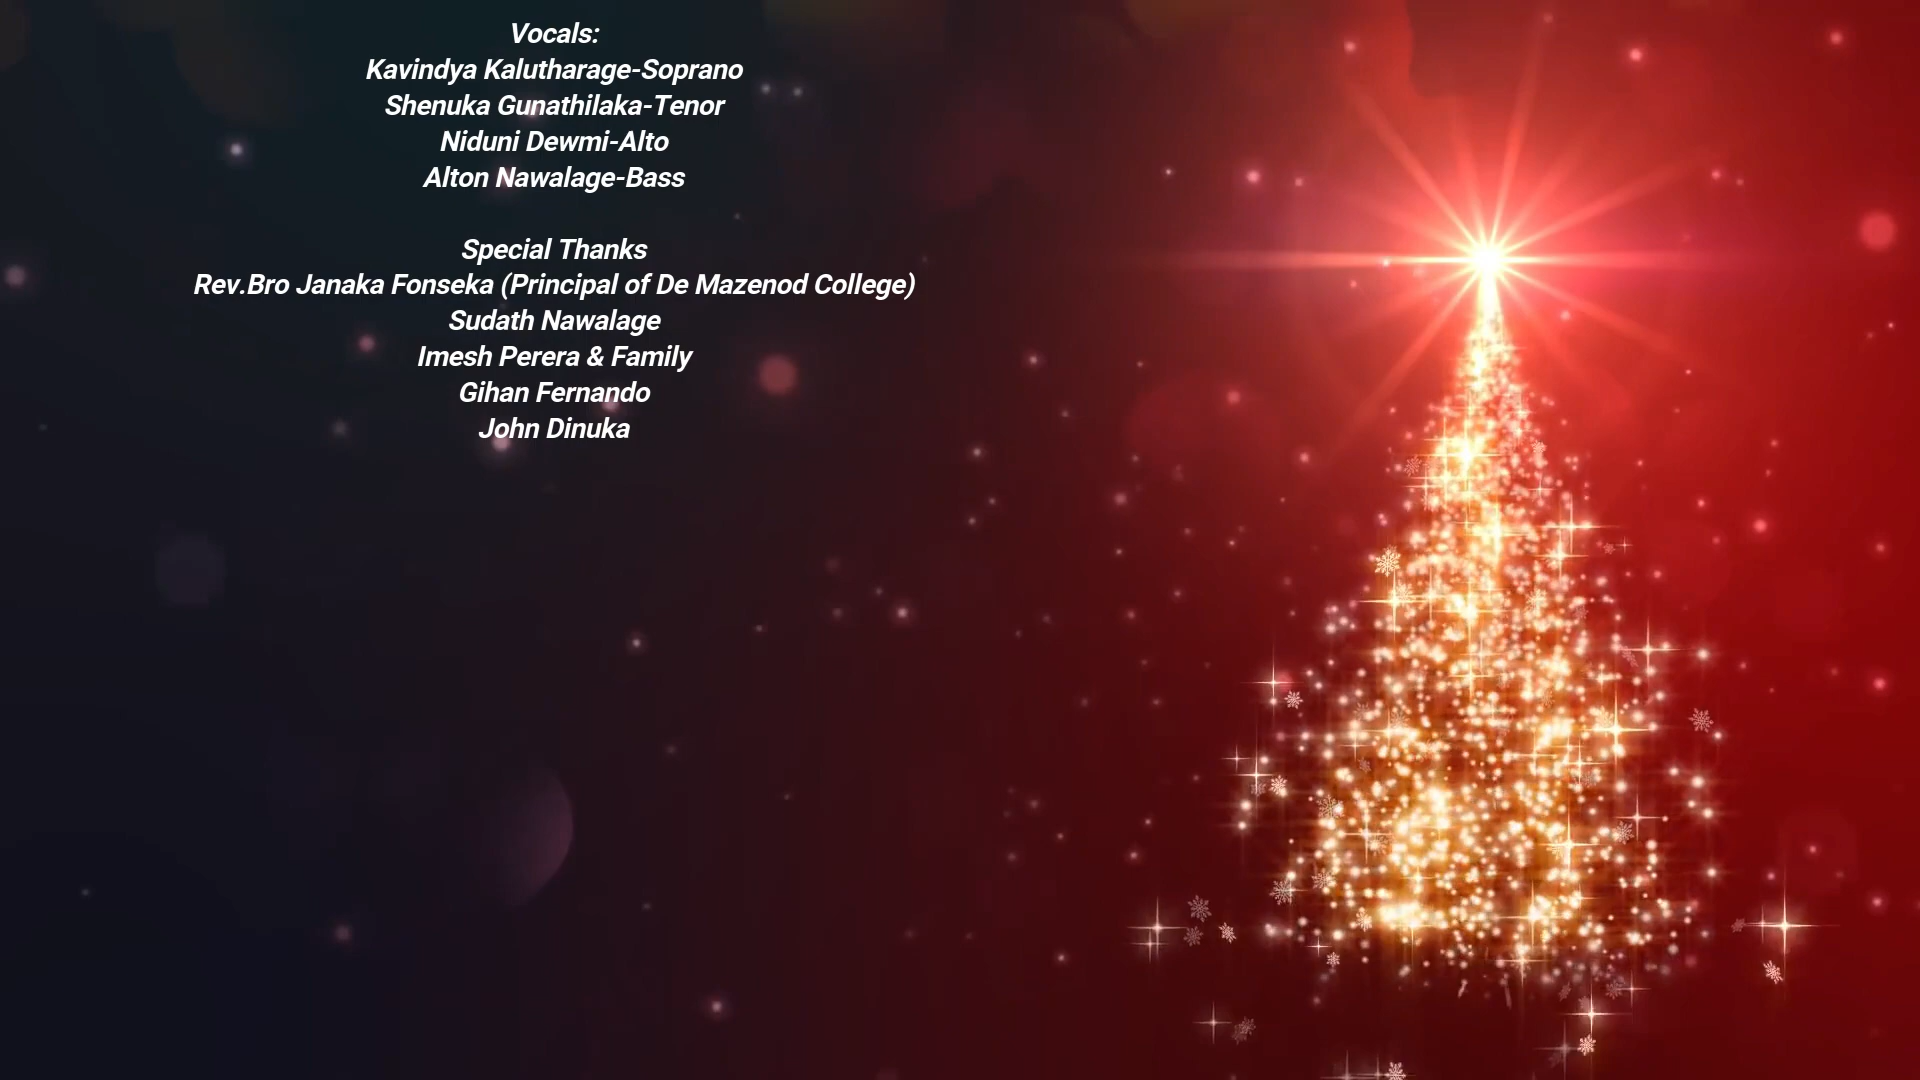 Vocals:
Kavindya Kalutharage-Soprano
Shenuka Gunathilaka-Tenor
Niduni Dewmi-Alto
Alton Nawalage-Bass
Special Thanks
Rev.Bro Janaka Fonseka (Principal of De Mazenod College)
Sudath Nawalage
Imesh Perera & Family
Gihan Fernando
John Dinuka